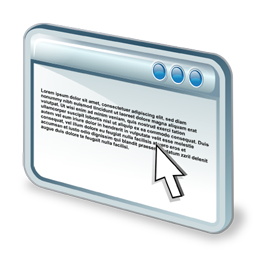 Lorem ipsum dolor sit amet, consectetuer adipiscing elit, sed diam
nonummy nibh euismod tincidunt ut laoreet dolore magna aliquam
erat volutpat. Ut wisi enim ad minim veniam, quis nostrud exerci
ullamcorper suscipit lobortis nisl ut aliquip ex ea commodo consequat. Duis
autem vel eum iriure dolor in hendrerit in vulputate velit esse molestie
illum dolore eu feugiat nulla facilisis at vero eros et
accumsan et iusto odio dignissim qui blandit praesent luptatum zzril delenit
augue duis dolore te feugait nulla facilisi.